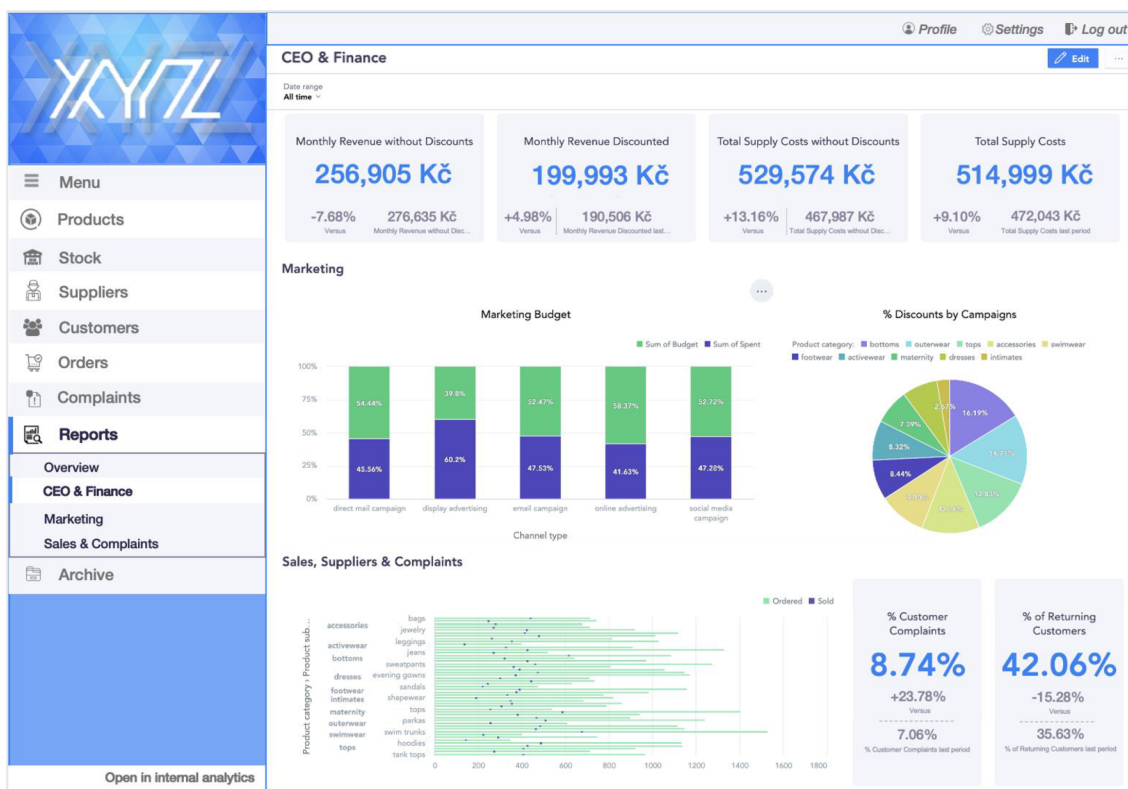 XYZ
Menu
Products
Stock
Suppliers
Customers
Orders
Complaints
Reports
Overview
CEO & Finance
Marketing
Sales & Complaints
Archive
Open in internal analytics
Profile
Settings
Log out
CEO & Finance
Edit
...
Date range
All time
Monthly Revenue without Discounts
256,905 Kč
-7.68%
276,635 Kč
Versus
Monthly Revenue without Disc...
Monthly Revenue Discounted
199,993 Kč
+4.98%
190,506 Kč
Versus
Monthly Revenue Discounted last...
Total Supply Costs without Discounts
529,574 Kč
+13.16%
467,987 Kč
Versus
Total Supply Costs without Disc...
Total Supply Costs
514,999 Kč
+9.10%
472,043 Kč
Versus
Total Supply Costs last period
Marketing
...
Marketing Budget
Sum of Budget
Sum of Spent
100%
75%
50%
25%
0%
54.44%
39.8%
52.47%
58.37%
52.72%
45.56%
60.2%
47.53%
41.63%
47.28%
direct mail campaign
display advertising
email campaign
online advertising
social media
campaign
Channel type
% Discounts by Campaigns
Product category: bottoms outerwear tops accessories swimwear
footwear activewear maternity dresses intimates
16.19%
14.71%
12.83%
8.44%
8.32%
7.39%
Sales, Suppliers & Complaints
Ordered
Sold
Product category › Product sub...
accessories
activewear
bottoms
dresses
footwear
intimates
maternity
outerwear
swimwear
tops
bags
jewelry
leggings
jeans
sweatpants
evening gowns
sandals
shapewear
tops
parkas
swim trunks
hoodies
tank tops
0
200
400
600
800
1000
1200
1400
1600
1800
% Customer
Complaints
8.74%
+23.78%
Versus
7.06%
% Customer Complaints last period
% of Returning
Customers
42.06%
-15.28%
Versus
35.63%
% of Returning Customers last period